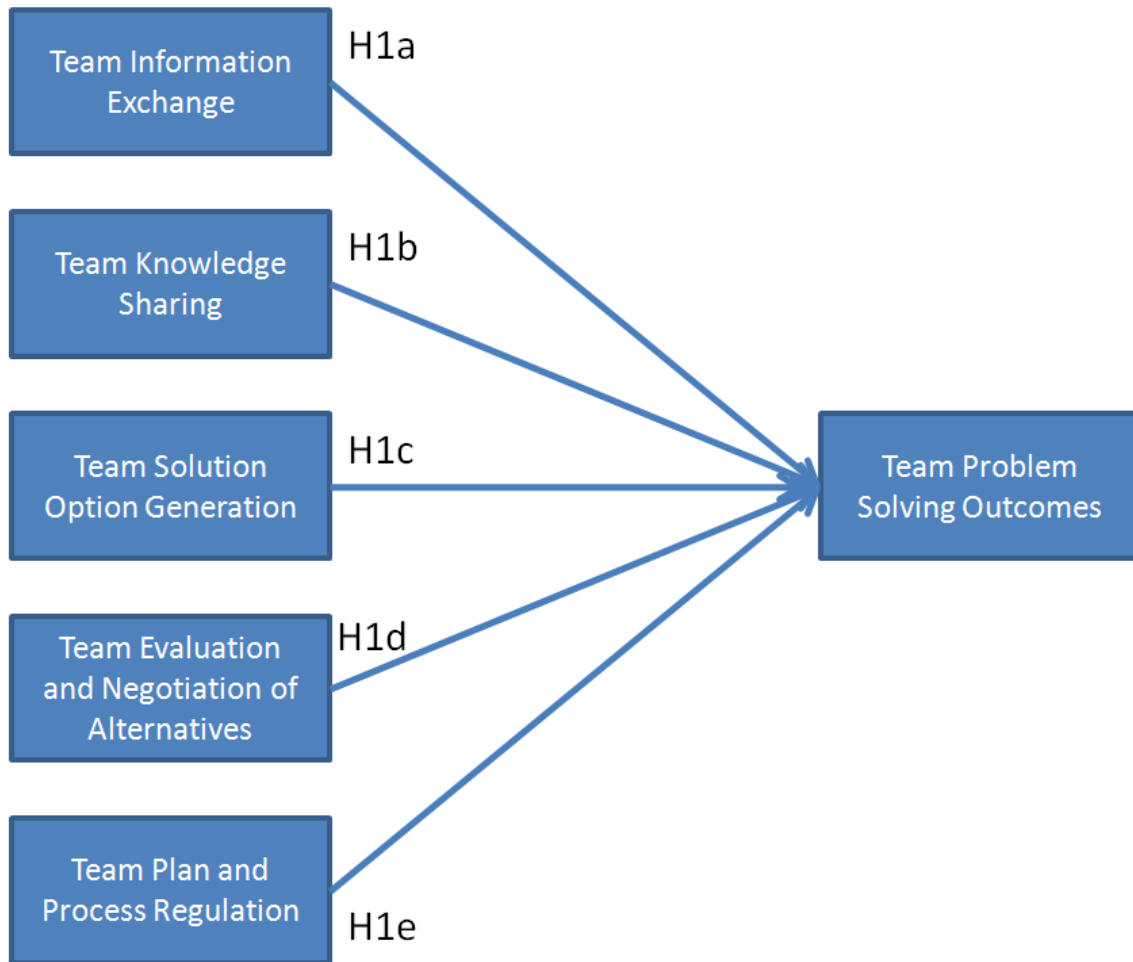 Team Information
Exchange
H1a
Team Knowledge
Sharing
H1b
Team Solution
Option Generation
H1c
Team Problem
Solving Outcomes
Team Evaluation
and Negotiation of
Alternatives
H1d
Team Plan and
Process Regulation
H1e